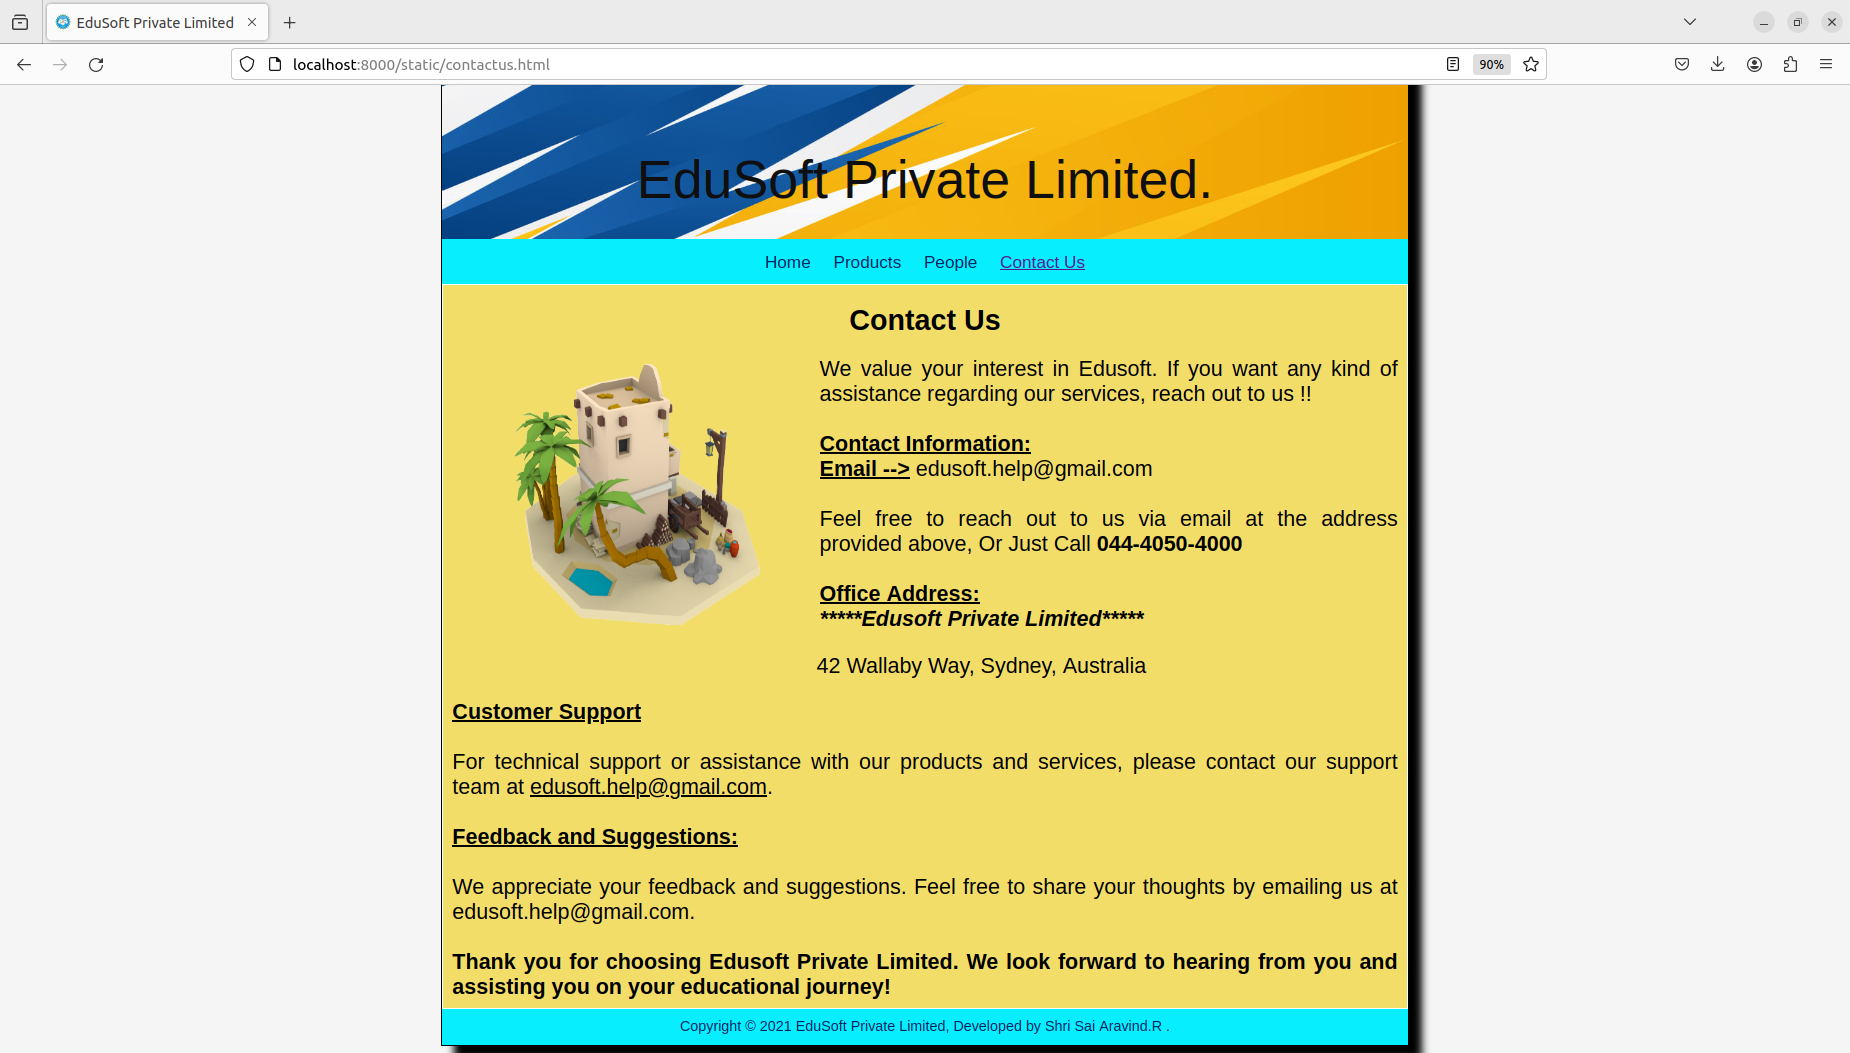 EduSoft Private Limited
localhost:8000/static/contactus.html
90%
EduSoft Private Limited.
Home Products People Contact Us
Contact Us
We value your interest in Edusoft. If you want any kind of
assistance regarding our services, reach out to us !!
Contact Information:
Email --> edusoft.help@gmail.com
Feel free to reach out to us via email at the address
provided above, Or Just Call 044-4050-4000
Office Address:
*****Edusoft Private Limited*****
42 Wallaby Way, Sydney, Australia
Customer Support
For technical support or assistance with our products and services, please contact our support
team at edusoft.help@gmail.com.
Feedback and Suggestions:
We appreciate your feedback and suggestions. Feel free to share your thoughts by emailing us at
edusoft.help@gmail.com.
Thank you for choosing Edusoft Private Limited. We look forward to hearing from you and
assisting you on your educational journey!
Copyright © 2021 EduSoft Private Limited, Developed by Shri Sai Aravind.R .